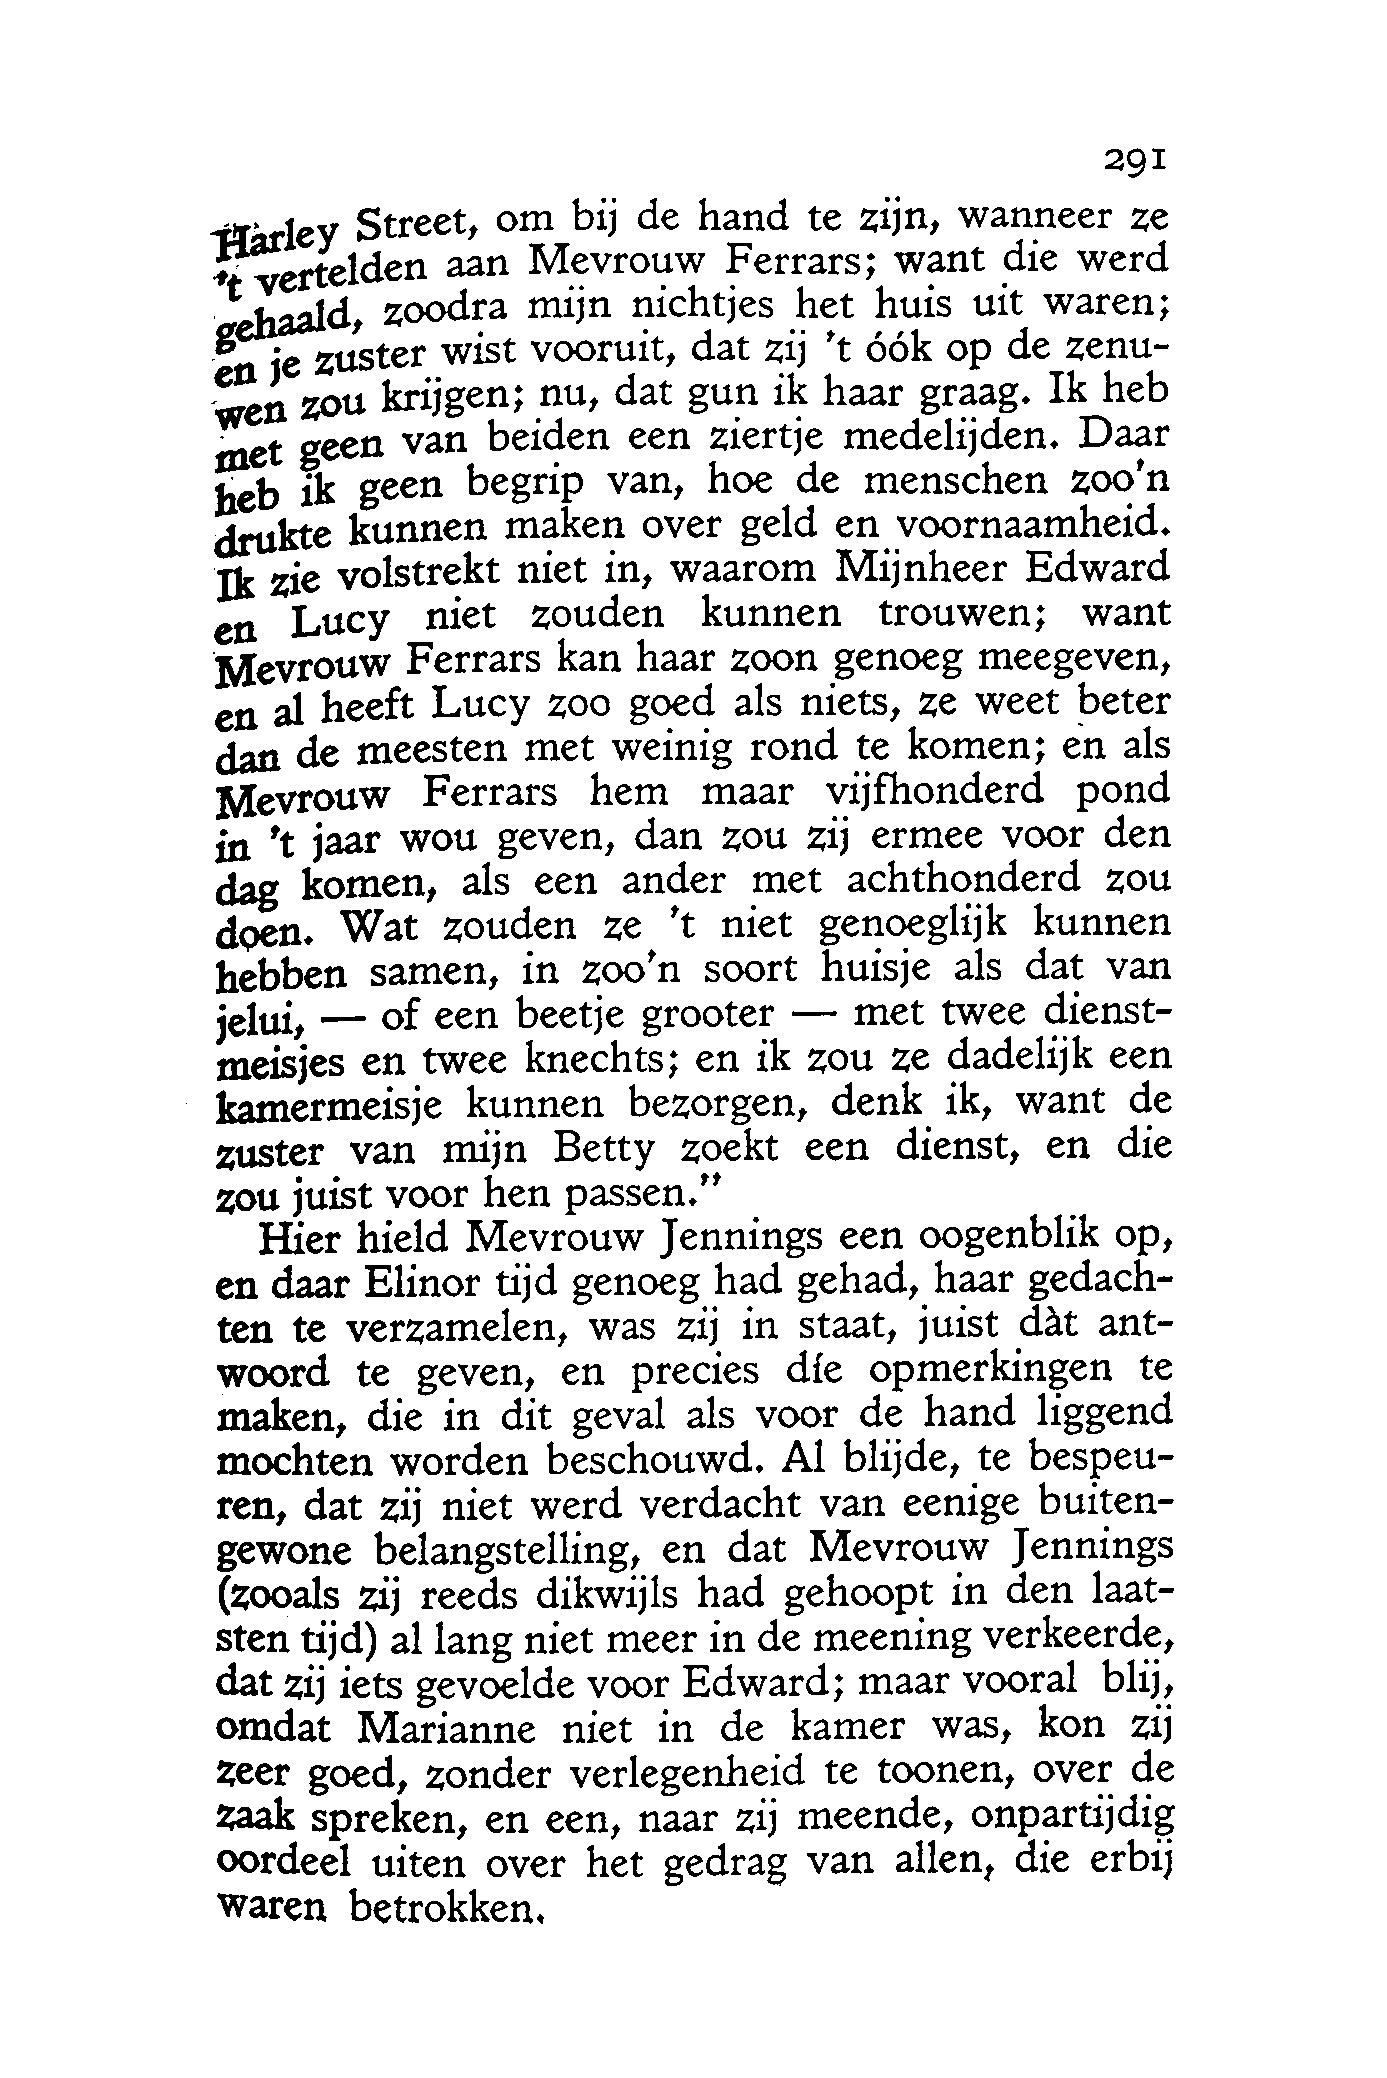 291
Harley Street, om bij de hand te zijn, wanneer ze
't vertelden aan Mevrouw Ferrars; want die werd
gehaald, zoodra mijn nichtjes het huis uit waren;
en je zuster wist vooruit, dat zij 't óók op de zenu-
wen zou krijgen; nu, dat gun ik haar graag. Ik heb
met geen van beiden een ziertje medelijden. Daar
heb ik geen begrip van, hoe de menschen zoo'n
drukte kunnen maken over geld en voornaamheid.
Ik zie volstrekt niet in, waarom Mijnheer Edward
en Lucy niet zouden kunnen trouwen; want
Mevrouw Ferrars kan haar zoon genoeg meegeven,
en al heeft Lucy zoo goed als niets, ze weet beter
dan de meesten met weinig rond te komen; en als
Mevrouw Ferrars hem maar vijfhonderd pond
in 't jaar wou geven, dan zou zij ermee voor den
dag komen, als een ander met achthonderd zou
doen. Wat zouden ze 't niet genoeglijk kunnen
hebben samen, in zoo'n soort huisje als dat van
jelui, — of een beetje grooter — met twee dienst-
meisjes en twee knechts; en ik zou ze dadelijk een
kamermeisje kunnen bezorgen, denk ik, want de
zuster van mijn Betty zoekt een dienst, en die
zou juist voor hen passen."
Hier hield Mevrouw Jennings een oogenblik op,
en daar Elinor tijd genoeg had gehad, haar gedach-
ten te verzamelen, was zij in staat, juist dàt ant-
woord te geven, en precies díe opmerkingen te
maken, die in dit geval als voor de hand liggend
mochten worden beschouwd. Al blijde, te bespeu-
ren, dat zij niet werd verdacht van eenige buiten-
gewone belangstelling, en dat Mevrouw Jennings
(zooals zij reeds dikwijls had gehoopt in den laat-
sten tijd) al lang niet meer in de meening verkeerde,
dat zij iets gevoelde voor Edward; maar vooral blij,
omdat Marianne niet in de kamer was, kon zij
zeer goed, zonder verlegenheid te toonen, over de
zaak spreken, en een, naar zij meende, onpartijdig
oordeel uiten over het gedrag van allen, die erbij
waren betrokken.